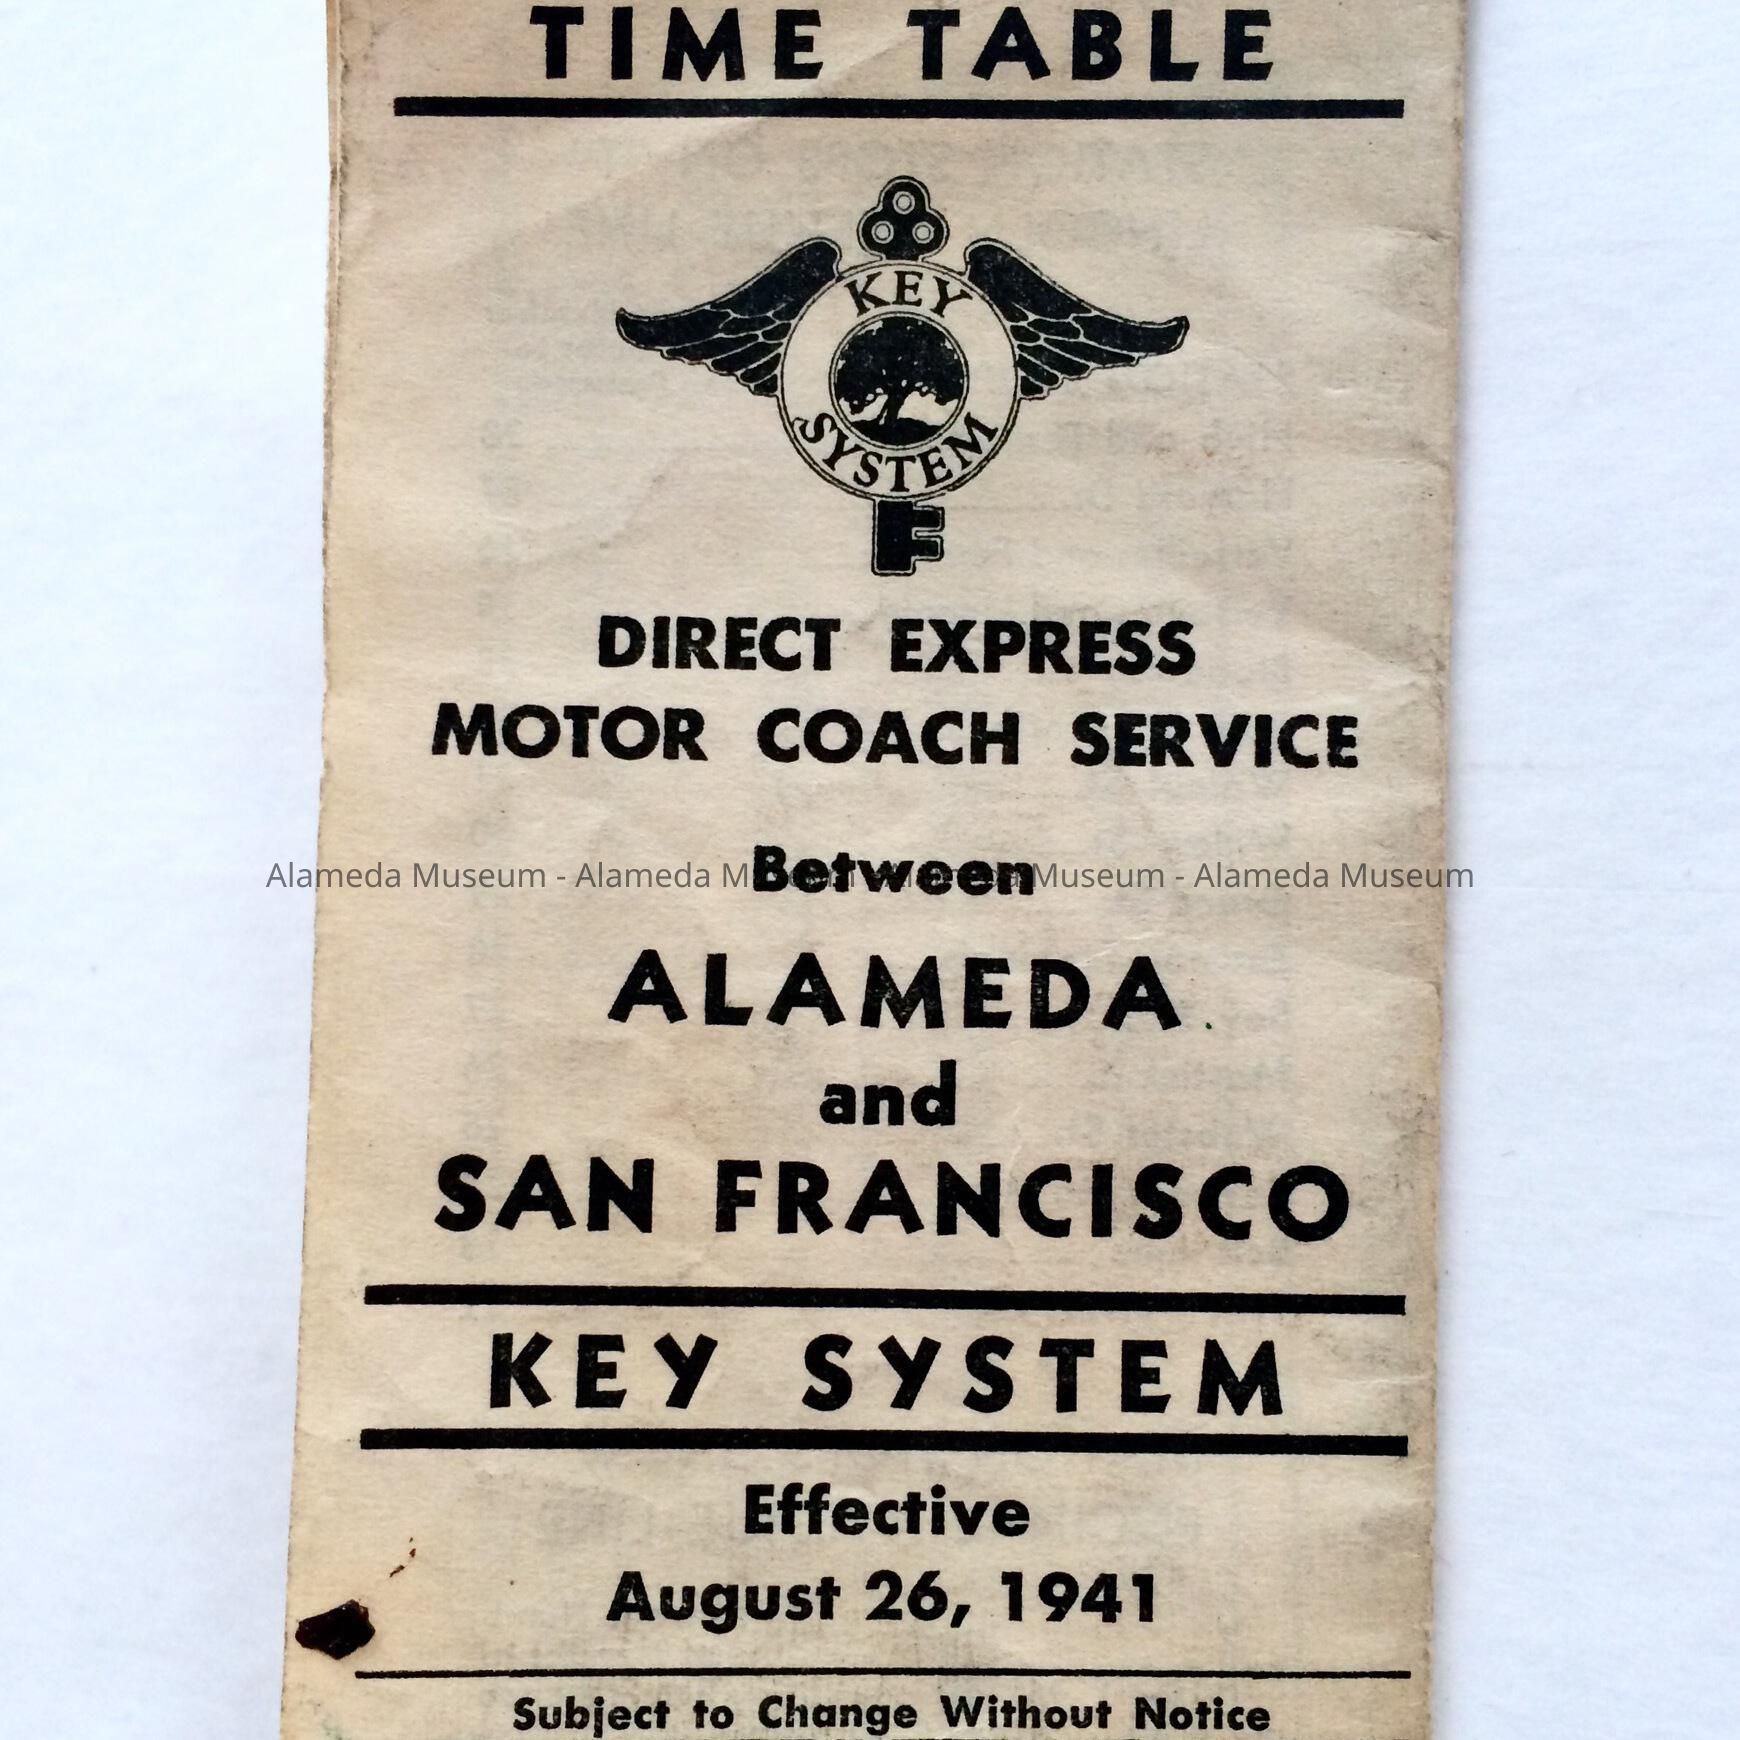 TIME TABLE
KEY
SYSTEM
DIRECT EXPRESS
MOTOR COACH SERVICE
Between
Alameda Museum - Alameda Museum - Alameda Museum - Alameda Museum
ALAMEDA
and
SAN FRANCISCO
KEY SYSTEM
Effective
August 26, 1941
Subject to Change Without Notice